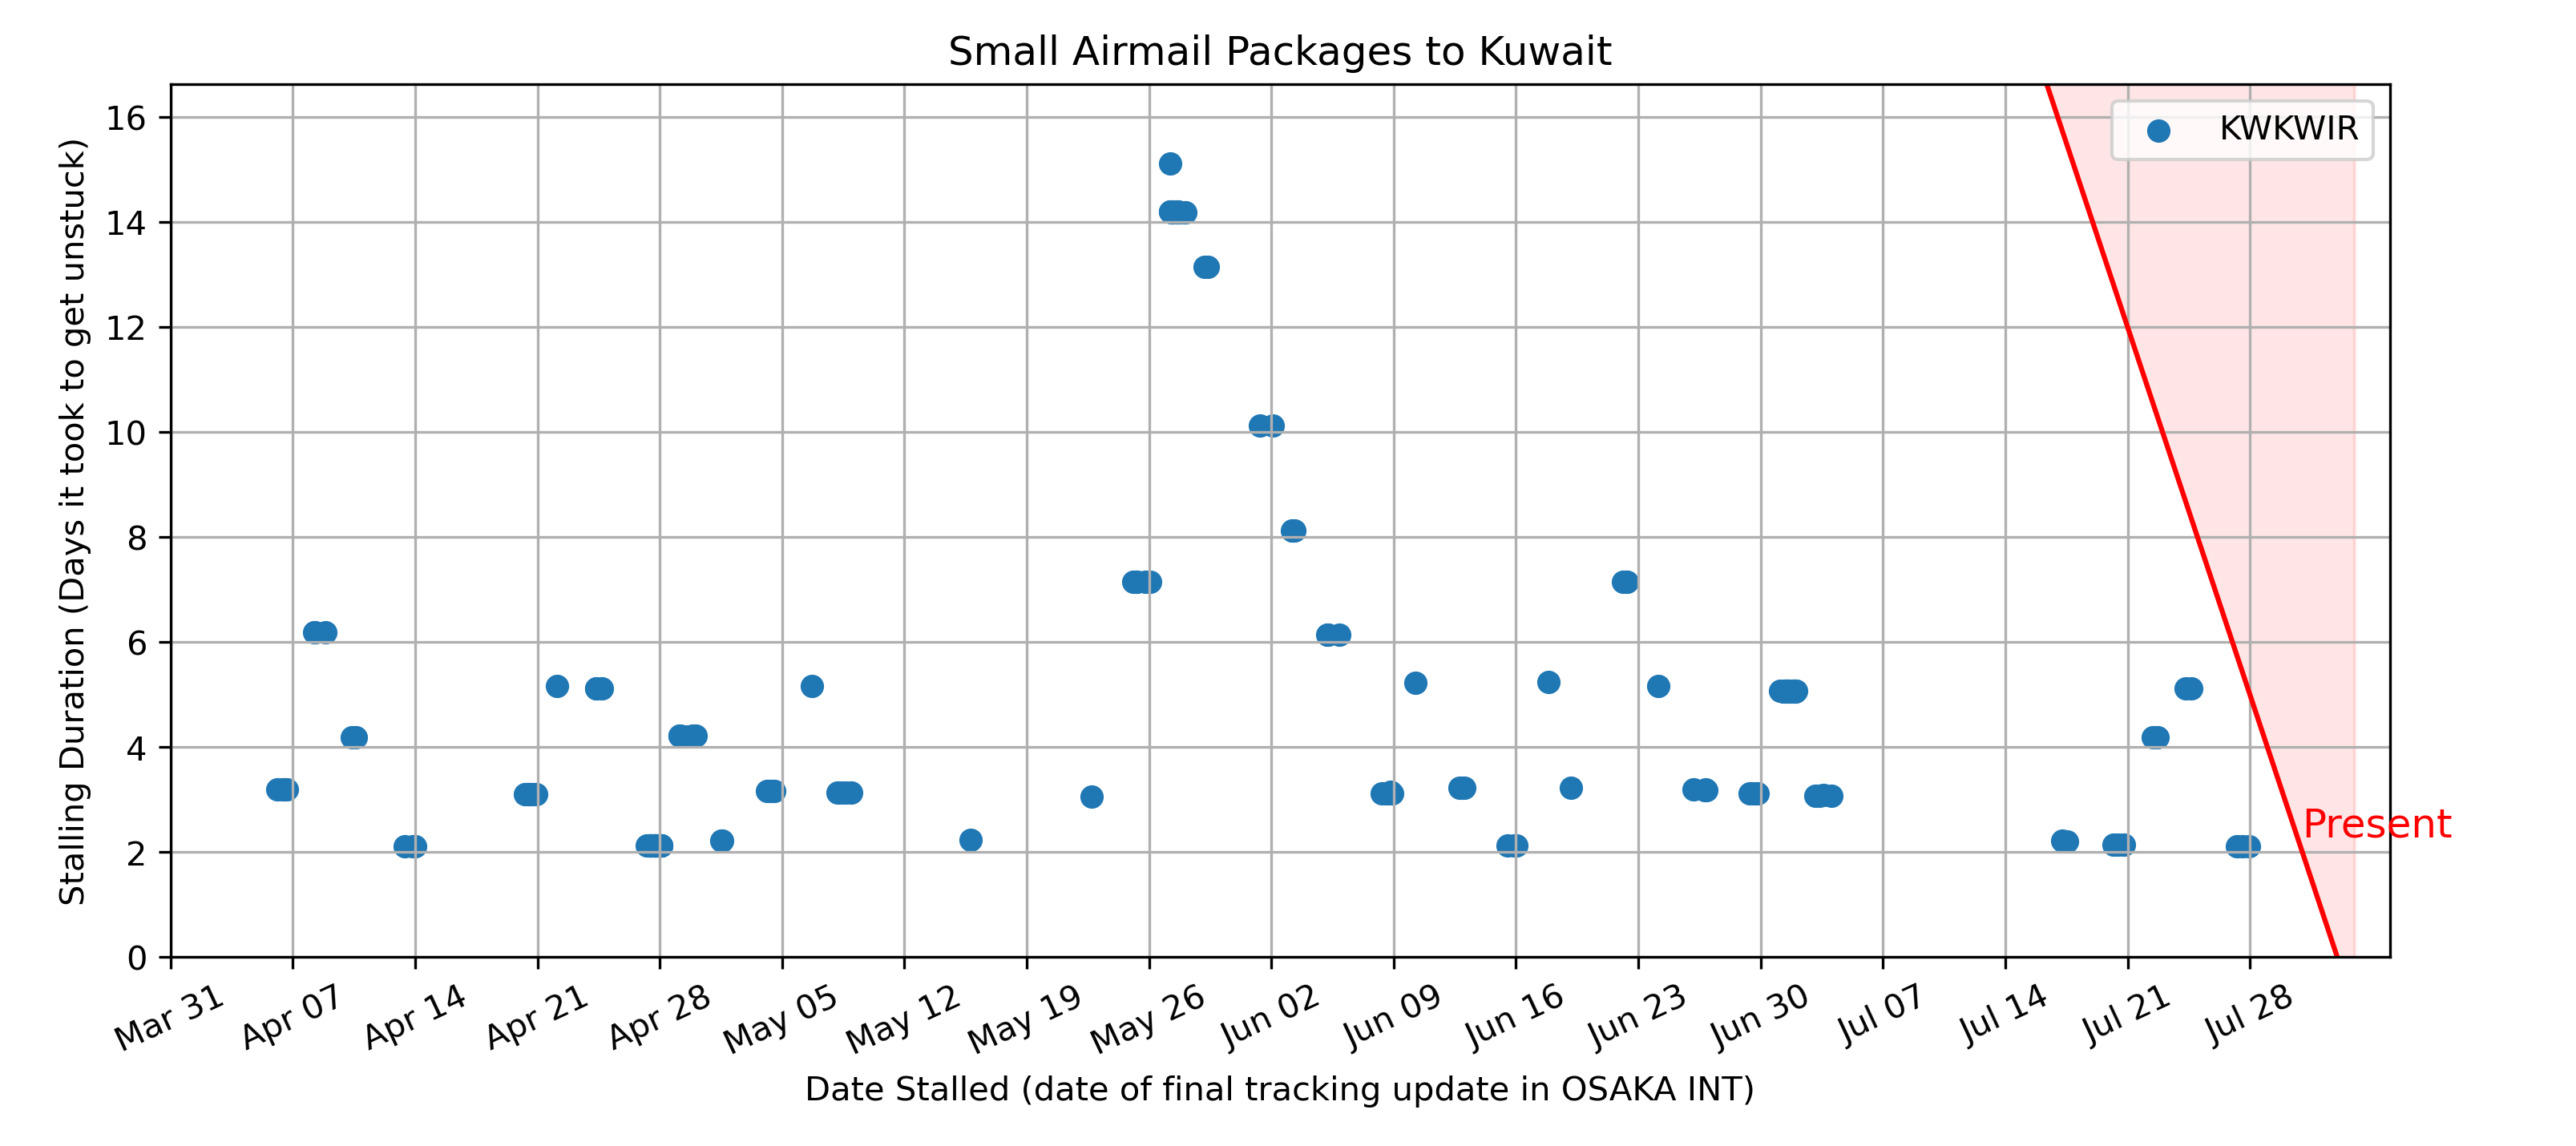 Small Airmail Packages to Kuwait
KWKWIR
Stalling Duration (Days it took to get unstuck)
16
14
12
10
8
6
4
2
0
Present
Mar 31
Apr 07
Apr 14
Apr 21
Apr 28
May 05
May 12
May 19
May 26
Jun 02
Jun 09
Jun 16
Jun 23
Jun 30
Jul 07
Jul 14
Jul 21
Jul 28
Date Stalled (date of final tracking update in OSAKA INT)